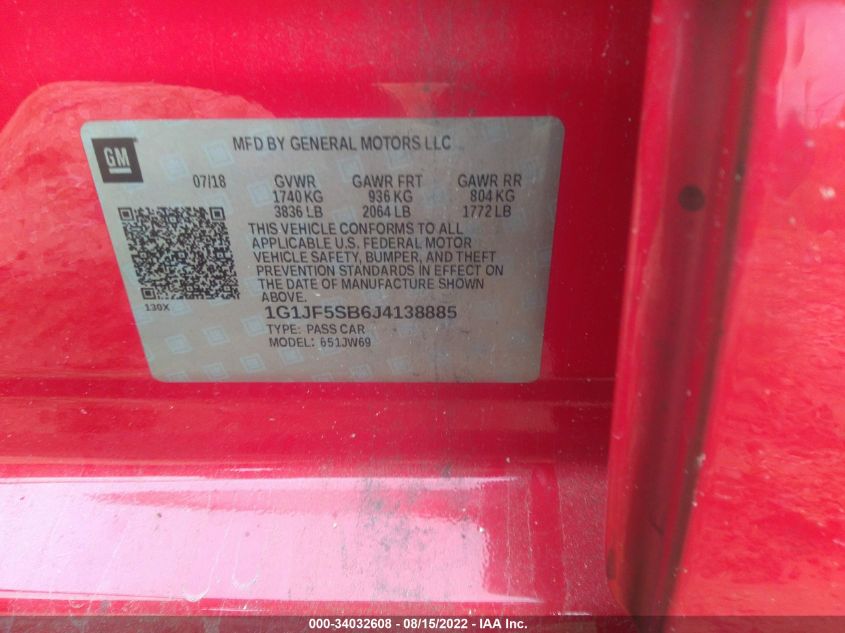 GM
MFD BY GENERAL MOTORS LLC
07/18 GVWR GAWR FRT GAWR RR
1740 KG 936 KG 804 KG
3836 LB 2064 LB 1772 LB
THIS VEHICLE CONFORMS TO ALL
APPLICABLE U.S. FEDERAL MOTOR
VEHICLE SAFETY, BUMPER, AND THEFT
PREVENTION STANDARDS IN EFFECT ON
THE DATE OF MANUFACTURE SHOWN
ABOVE.
130X
1G1JF5SB6J4138885
TYPE: PASS CAR
MODEL: 651JW69
000-34032608 - 08/15/2022 - IAA Inc.